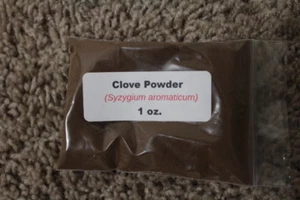 Clove Powder
(Syzygium aromaticum)
1 oz.